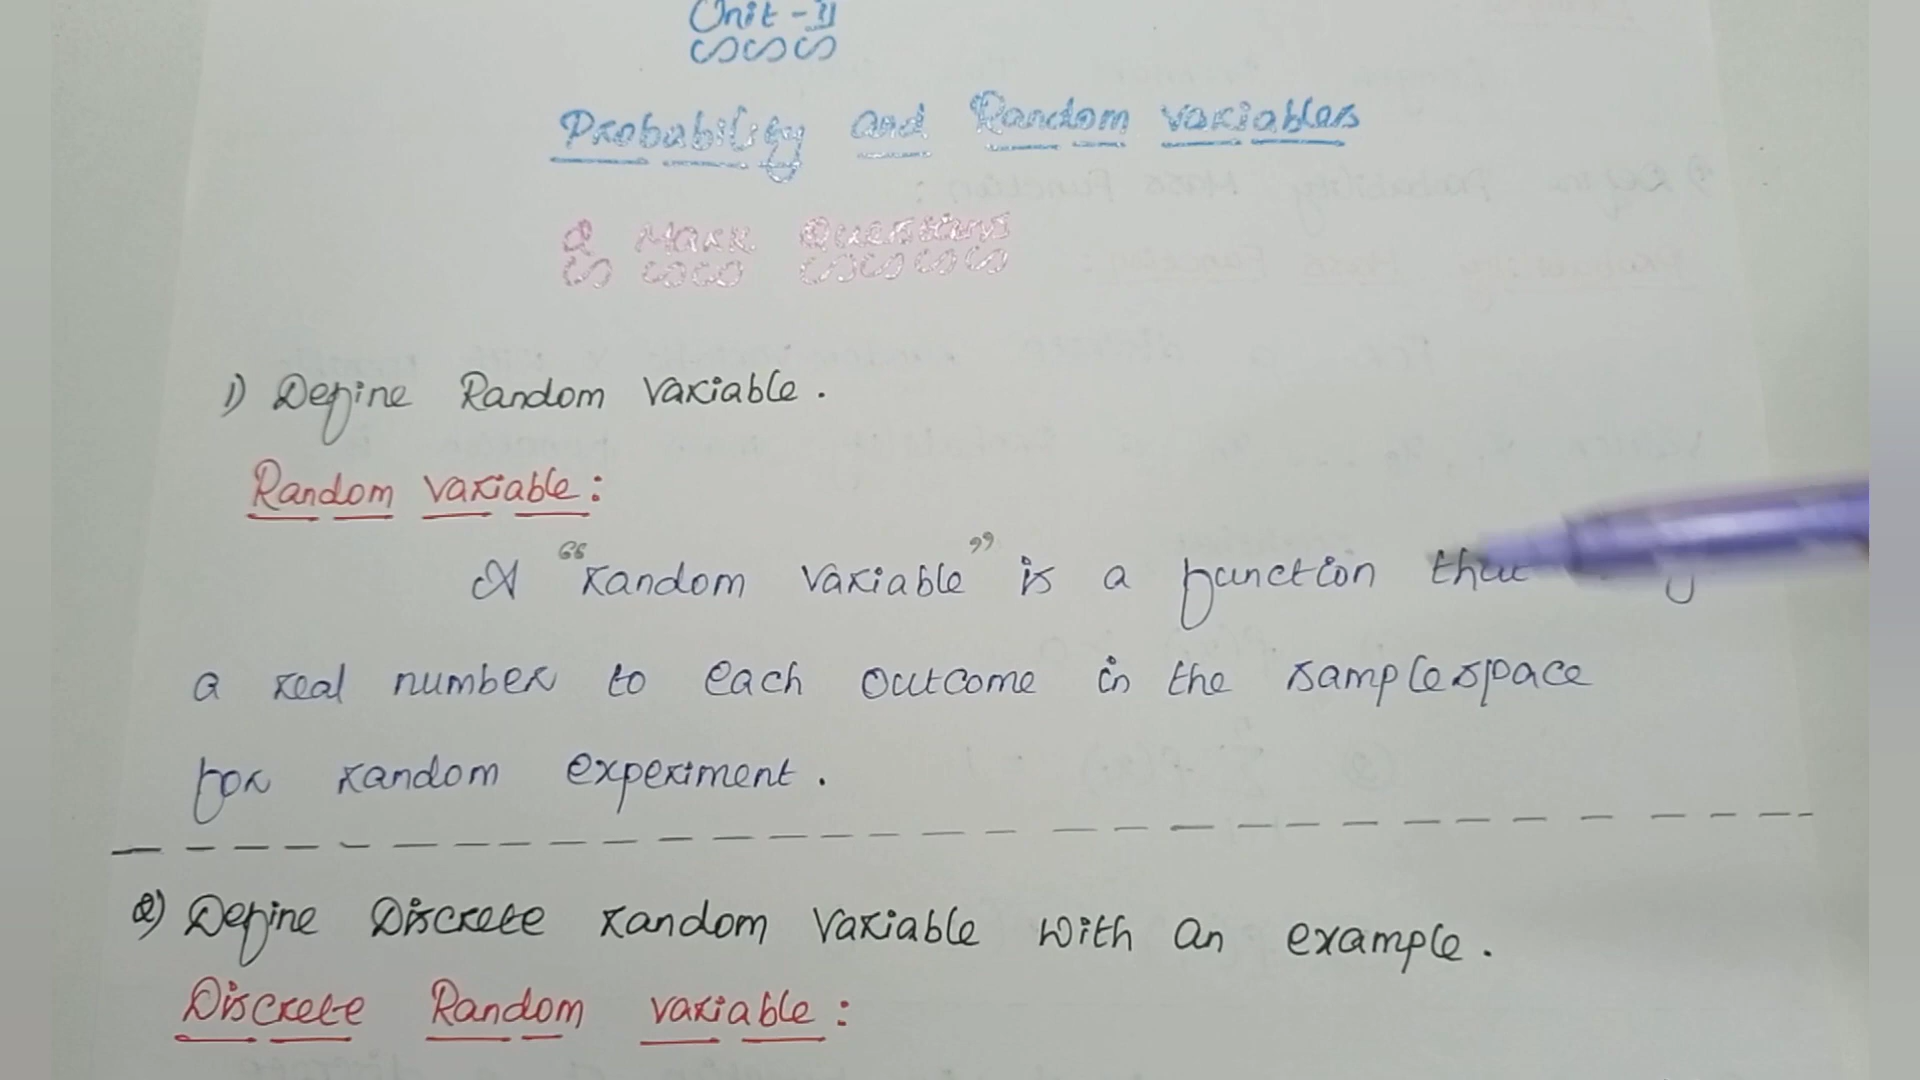 Unit - II
Probability and Random variables
2 Mark Questions
1) Define Random Variable.
Random variable:
A "random variable" is a function that
a real number to each outcome in the sample space
for random experiment.
2) Define Discrete random variable with an example.
Discrete Random variable: